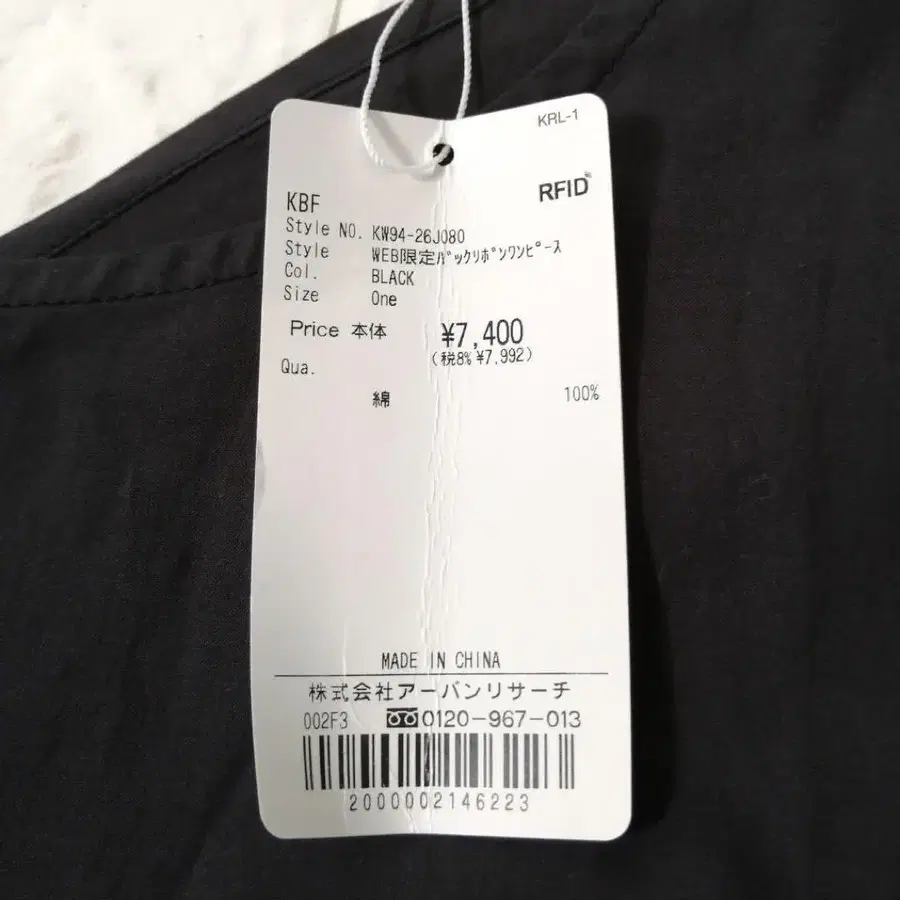 KRL-1
RFID
KBF
Style NO. KW94-26J080
Style WEB限定ﾊﾞｯｸﾘﾎﾞﾝﾜﾝﾋﾟｰｽ
Col. BLACK
Size One
Price 本体 ¥7,400
(税8% ¥7,992)
Qua.
綿 100%
MADE IN CHINA
株式会社アーバンリサーチ
002F3 0120-967-013
2000002146223